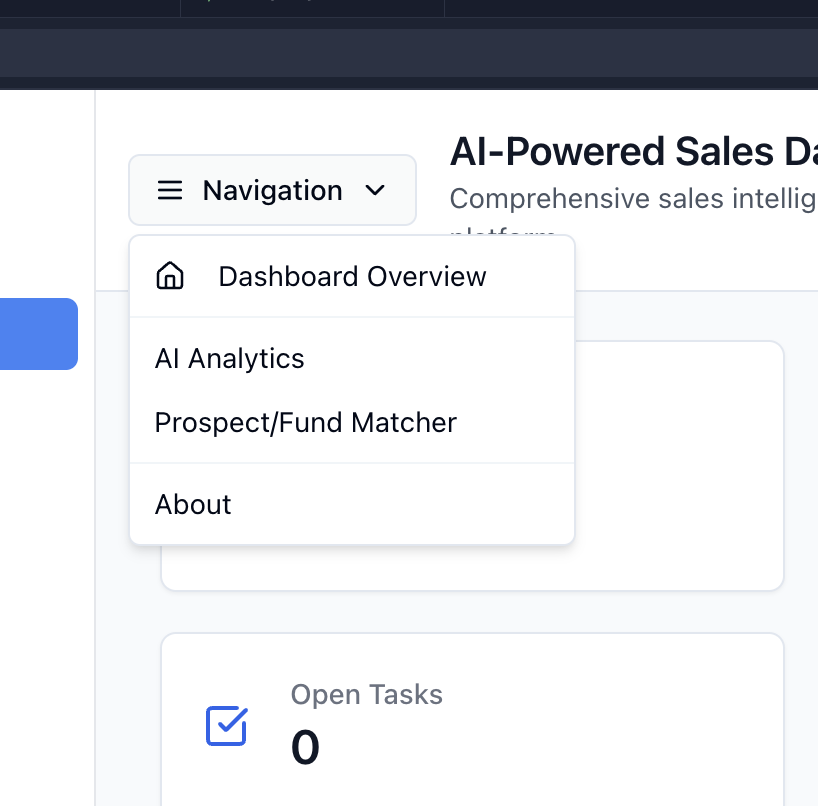 Navigation
AI-Powered Sales Da
Comprehensive sales intellig
platform
Dashboard Overview
AI Analytics
Prospect/Fund Matcher
About
Open Tasks
0